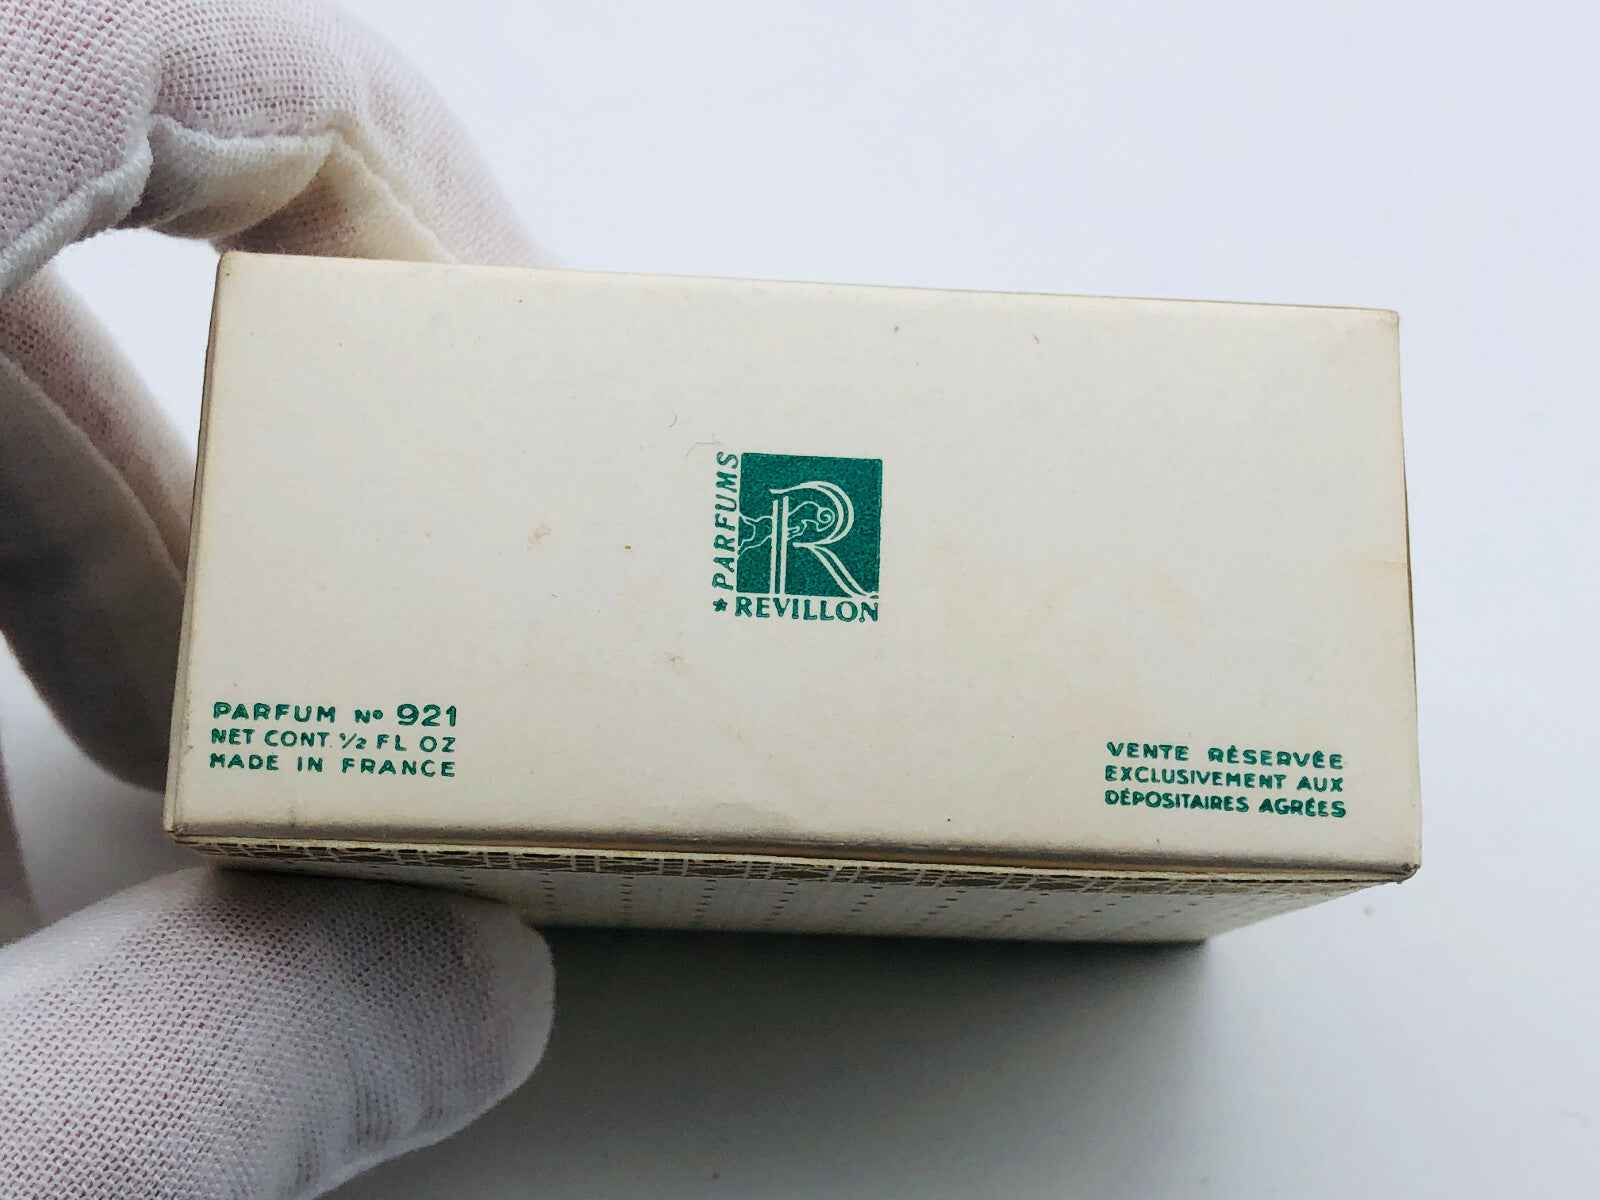 PARFUMS
R
* REVILLON
PARFUM Nº 921
NET CONT. ½ FL OZ
MADE IN FRANCE
VENTE RÉSERVÉE
EXCLUSIVEMENT AUX
DÉPOSITAIRES AGRÉES